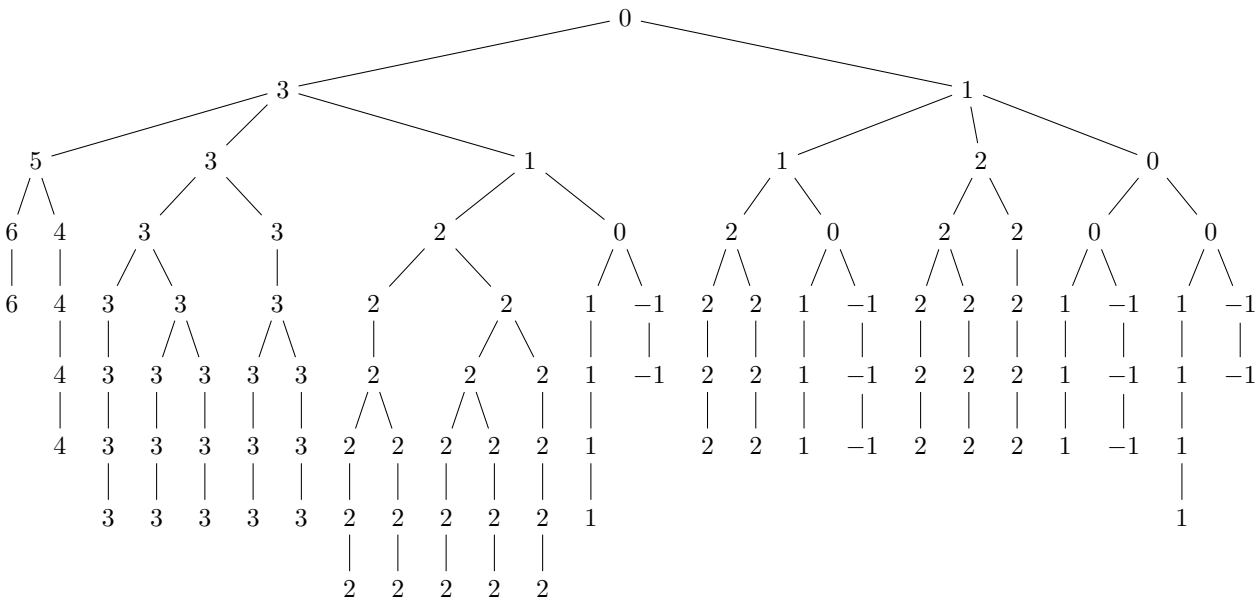 0
3 1
5 3 1 1 2 0
6 4 3 3 2 0 2 0 2 2 0 0
6 4 3 3 3 2 2 1 −1 2 2 1 −1 2 2 2 1 −1 1 −1
4 3 3 3 3 3 2 2 2 1 −1 2 2 1 −1 2 2 2 1 −1 1 −1
4 3 3 3 3 3 2 2 2 2 2 1 2 2 1 −1 2 2 2 1 −1 1
3 3 3 3 3 2 2 2 2 2 1 1
2 2 2 2 2